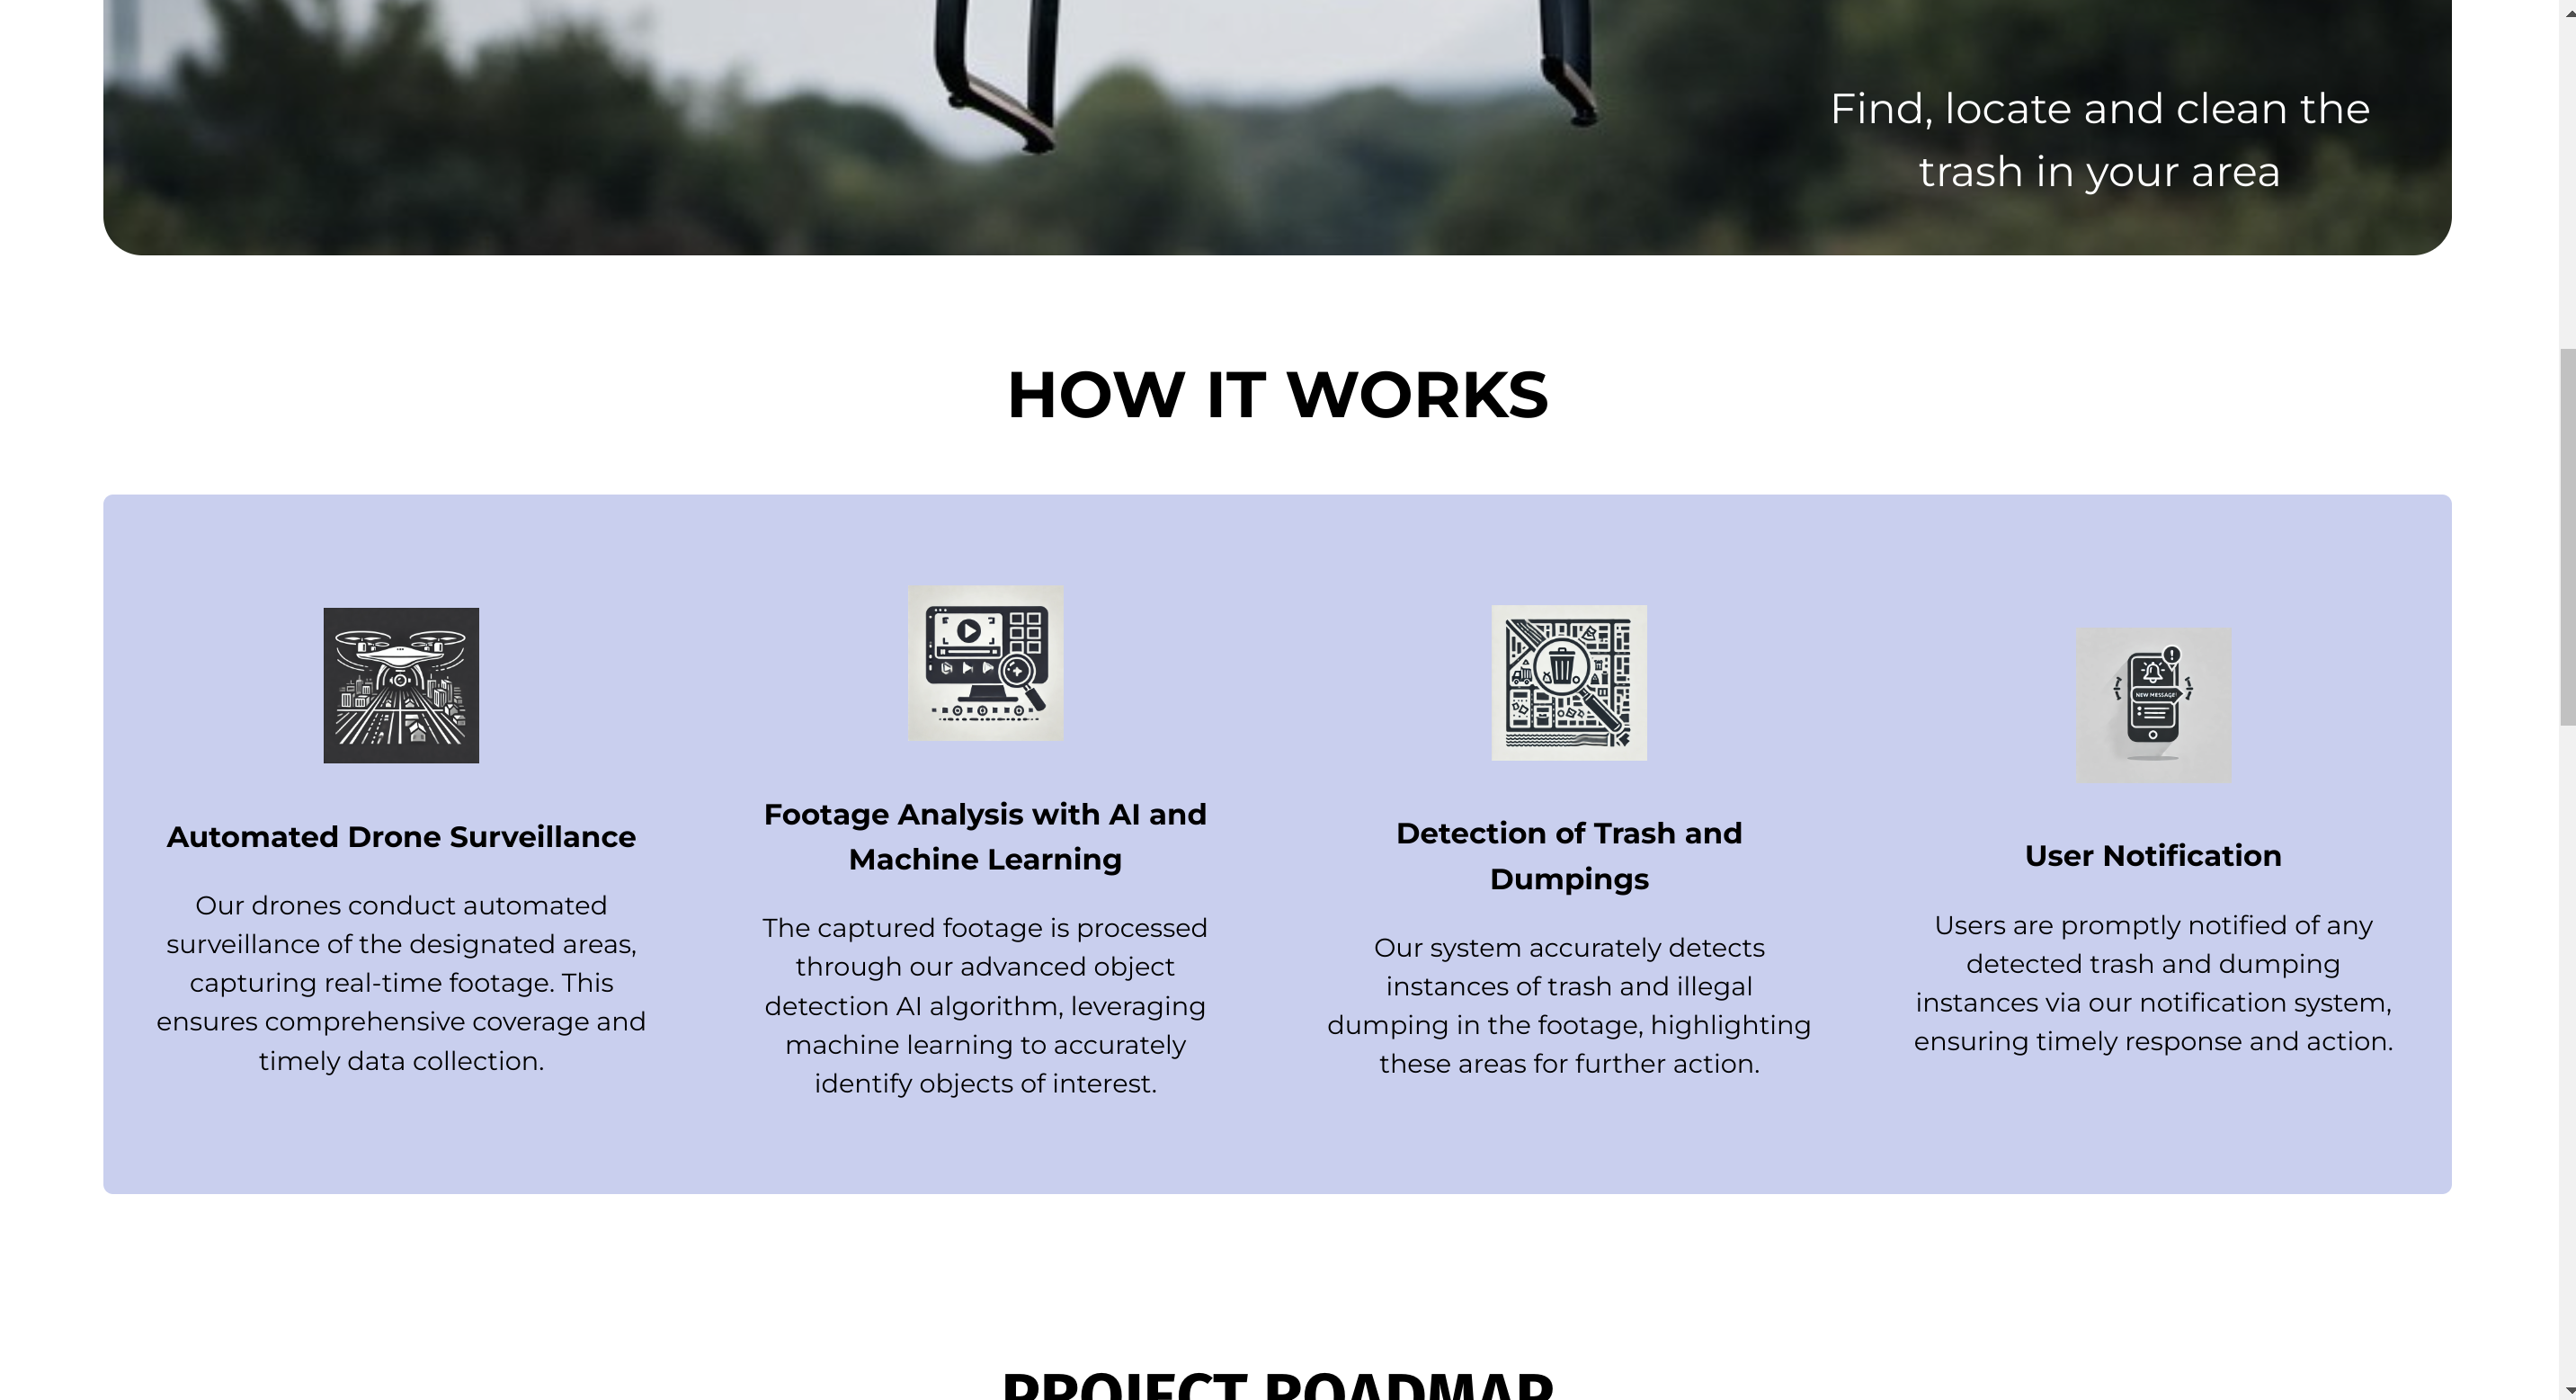 Find, locate and clean the
trash in your area
HOW IT WORKS
Automated Drone Surveillance
Our drones conduct automated
surveillance of the designated areas,
capturing real-time footage. This
ensures comprehensive coverage and
timely data collection.
Footage Analysis with AI and
Machine Learning
The captured footage is processed
through our advanced object
detection AI algorithm, leveraging
machine learning to accurately
identify objects of interest.
Detection of Trash and
Dumpings
Our system accurately detects
instances of trash and illegal
dumping in the footage, highlighting
these areas for further action.
NEW MESSAGE
User Notification
Users are promptly notified of any
detected trash and dumping
instances via our notification system,
ensuring timely response and action.
PROJECT ROADMAP